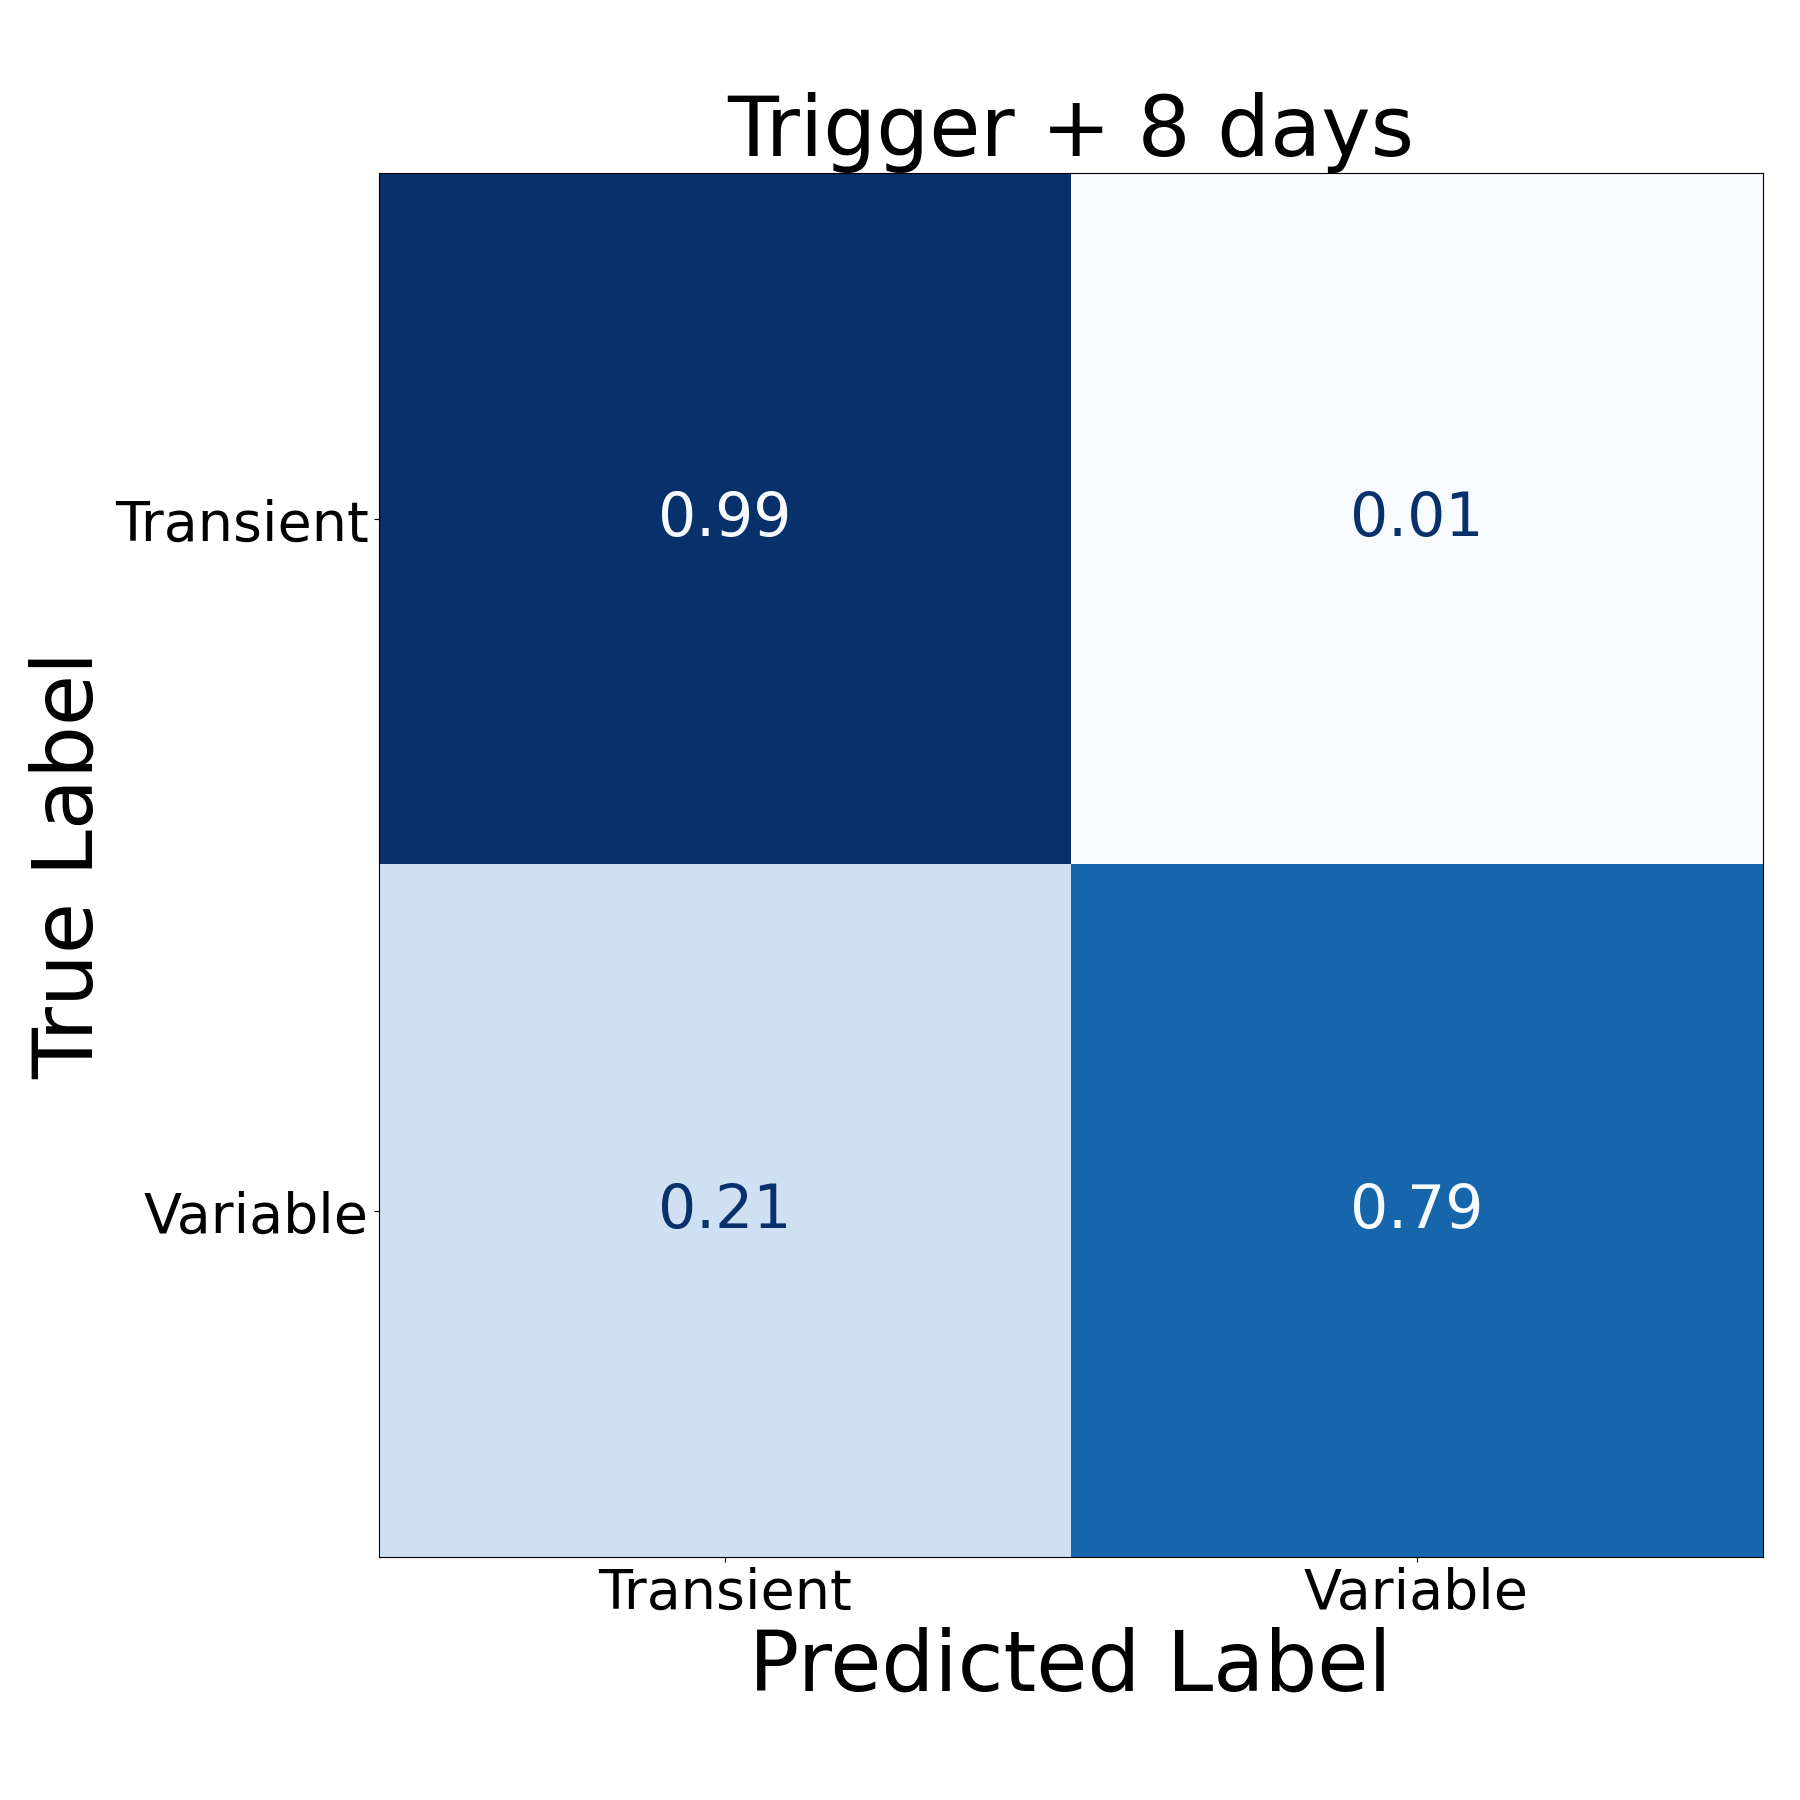 Trigger + 8 days
True Label
Transient
0.99
0.01
Variable
0.21
0.79
Transient
Variable
Predicted Label